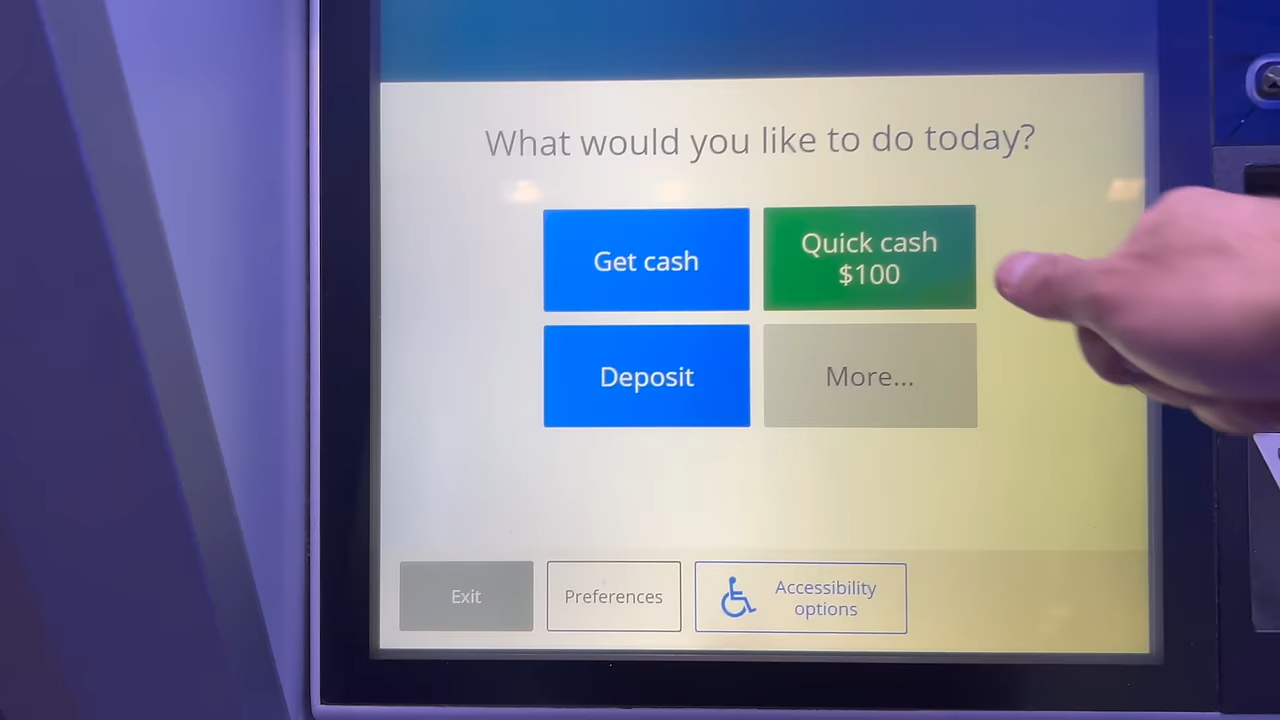 What would you like to do today?
Get cash
Quick cash
$100
Deposit
More...
Exit
Preferences
Accessibility
options